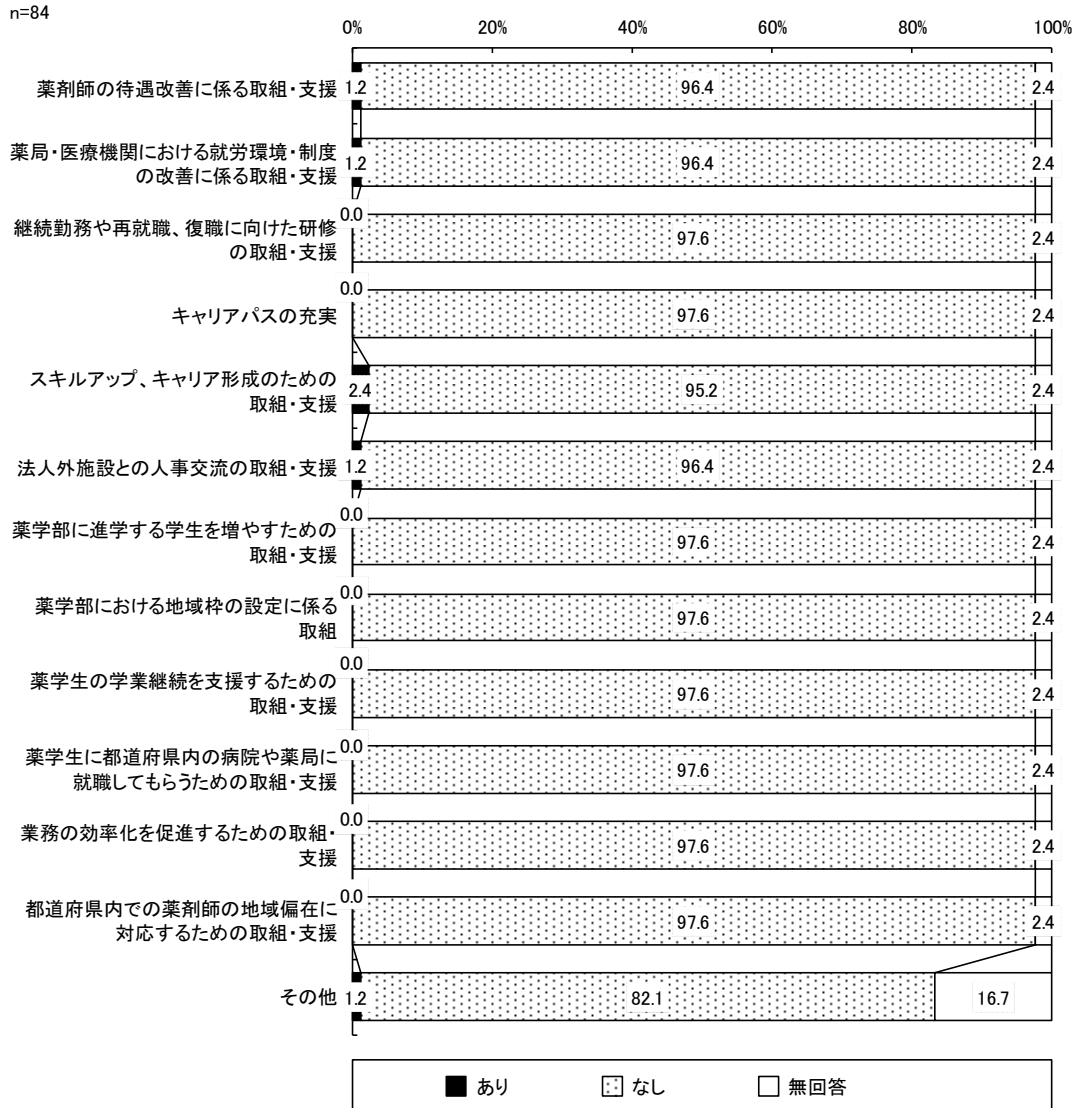 n=84
0% 20% 40% 60% 80% 100%
薬剤師の待遇改善に係る取組・支援 1.2 96.4 2.4
薬局・医療機関における就労環境・制度
の改善に係る取組・支援 1.2 96.4 2.4
継続勤務や再就職、復職に向けた研修
の取組・支援 0.0 97.6 2.4
キャリアパスの充実 0.0 97.6 2.4
スキルアップ、キャリア形成のための
取組・支援 2.4 95.2 2.4
法人外施設との人事交流の取組・支援 1.2 96.4 2.4
薬学部に進学する学生を増やすための
取組・支援 0.0 97.6 2.4
薬学部における地域枠の設定に係る
取組 0.0 97.6 2.4
薬学生の学業継続を支援するための
取組・支援 0.0 97.6 2.4
薬学生に都道府県内の病院や薬局に
就職してもらうための取組・支援 0.0 97.6 2.4
業務の効率化を促進するための取組・
支援 0.0 97.6 2.4
都道府県内での薬剤師の地域偏在に
対応するための取組・支援 0.0 97.6 2.4
その他 1.2 82.1 16.7
あり なし 無回答